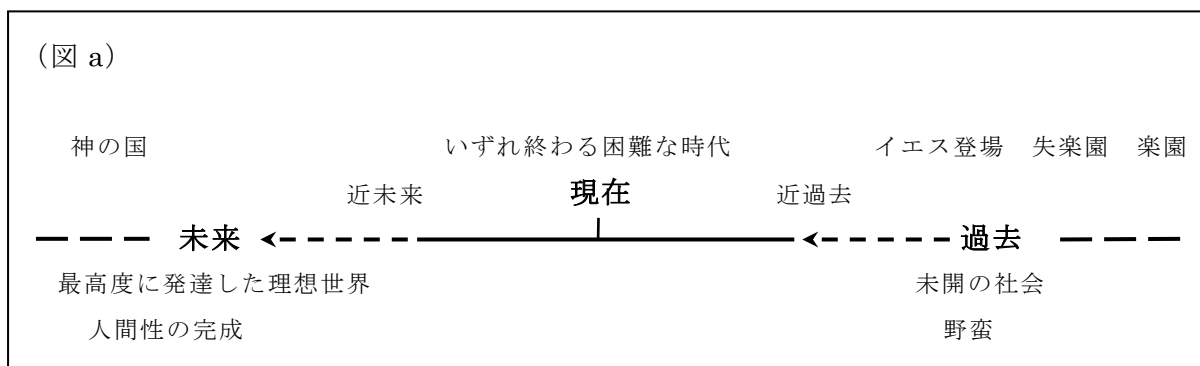 (図 a)
神の国 いずれ終わる困難な時代 イエス登場 失楽園 楽園
近未来 現在 近過去
未来 過去
最高度に発達した理想世界 未開の社会
人間性の完成 野蛮